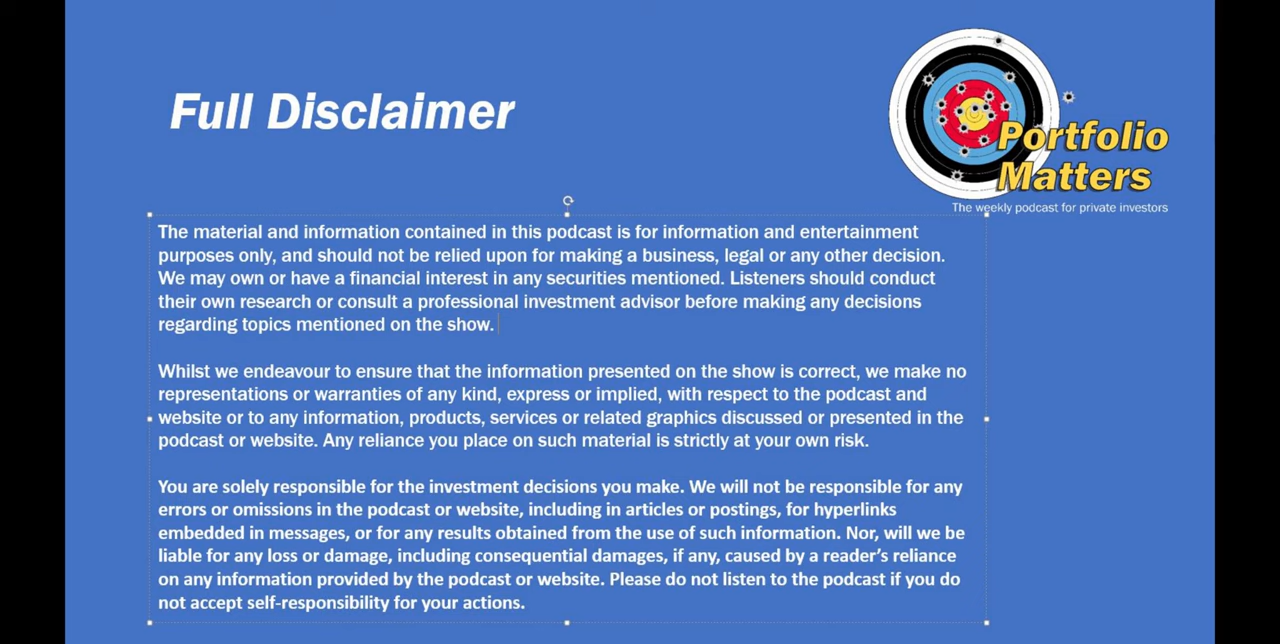 Full Disclaimer
Portfolio
Matters
The weekly podcast for private investors
The material and information contained in this podcast is for information and entertainment
purposes only, and should not be relied upon for making a business, legal or any other decision.
We may own or have a financial interest in any securities mentioned. Listeners should conduct
their own research or consult a professional investment advisor before making any decisions
regarding topics mentioned on the show.
Whilst we endeavour to ensure that the information presented on the show is correct, we make no
representations or warranties of any kind, express or implied, with respect to the podcast and
website or to any information, products, services or related graphics discussed or presented in the
podcast or website. Any reliance you place on such material is strictly at your own risk.
You are solely responsible for the investment decisions you make. We will not be responsible for any
errors or omissions in the podcast or website, including in articles or postings, for hyperlinks
embedded in messages, or for any results obtained from the use of such information. Nor, will we be
liable for any loss or damage, including consequential damages, if any, caused by a reader’s reliance
on any information provided by the podcast or website. Please do not listen to the podcast if you do
not accept self-responsibility for your actions.